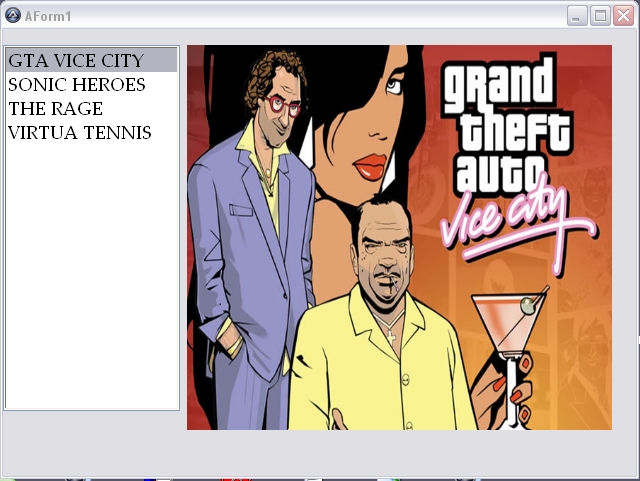 AForm1
GTA VICE CITY
SONIC HEROES
THE RAGE
VIRTUA TENNIS
grand
theft
auto
vice city